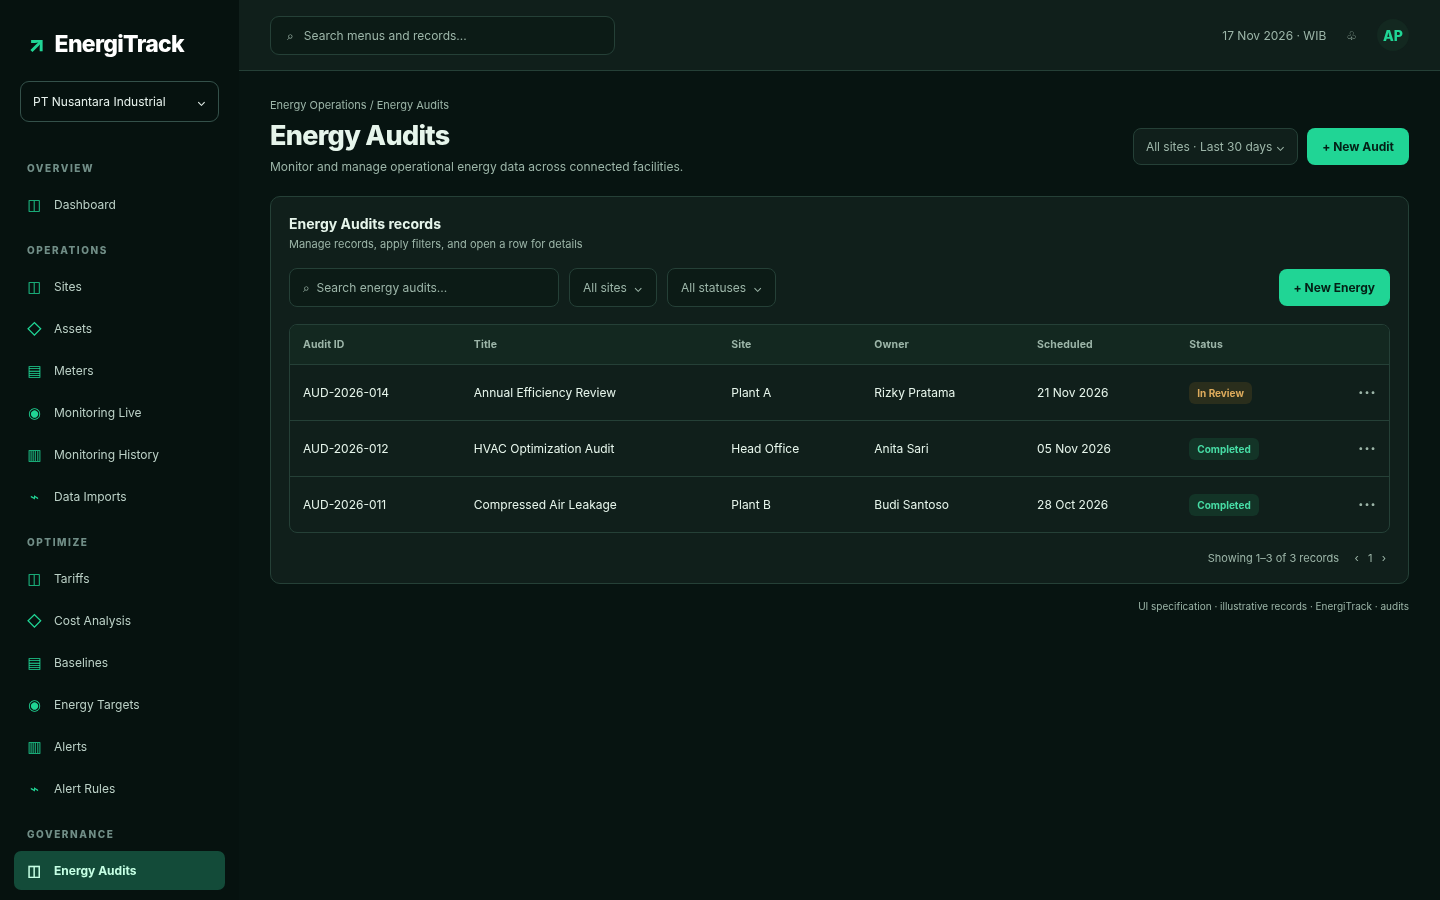 EnergiTrack
PT Nusantara Industrial
OVERVIEW
Dashboard
OPERATIONS
Sites
Assets
Meters
Monitoring Live
Monitoring History
Data Imports
OPTIMIZE
Tariffs
Cost Analysis
Baselines
Energy Targets
Alerts
Alert Rules
GOVERNANCE
Energy Audits
Search menus and records...
17 Nov 2026 · WIB
AP
Energy Operations / Energy Audits
Energy Audits
Monitor and manage operational energy data across connected facilities.
All sites · Last 30 days
+ New Audit
Energy Audits records
Manage records, apply filters, and open a row for details
Search energy audits...
All sites
All statuses
+ New Energy
Audit ID Title Site Owner Scheduled Status
AUD-2026-014 Annual Efficiency Review Plant A Rizky Pratama 21 Nov 2026 In Review
AUD-2026-012 HVAC Optimization Audit Head Office Anita Sari 05 Nov 2026 Completed
AUD-2026-011 Compressed Air Leakage Plant B Budi Santoso 28 Oct 2026 Completed
Showing 1–3 of 3 records ‹ 1 ›
UI specification · illustrative records · EnergiTrack · audits